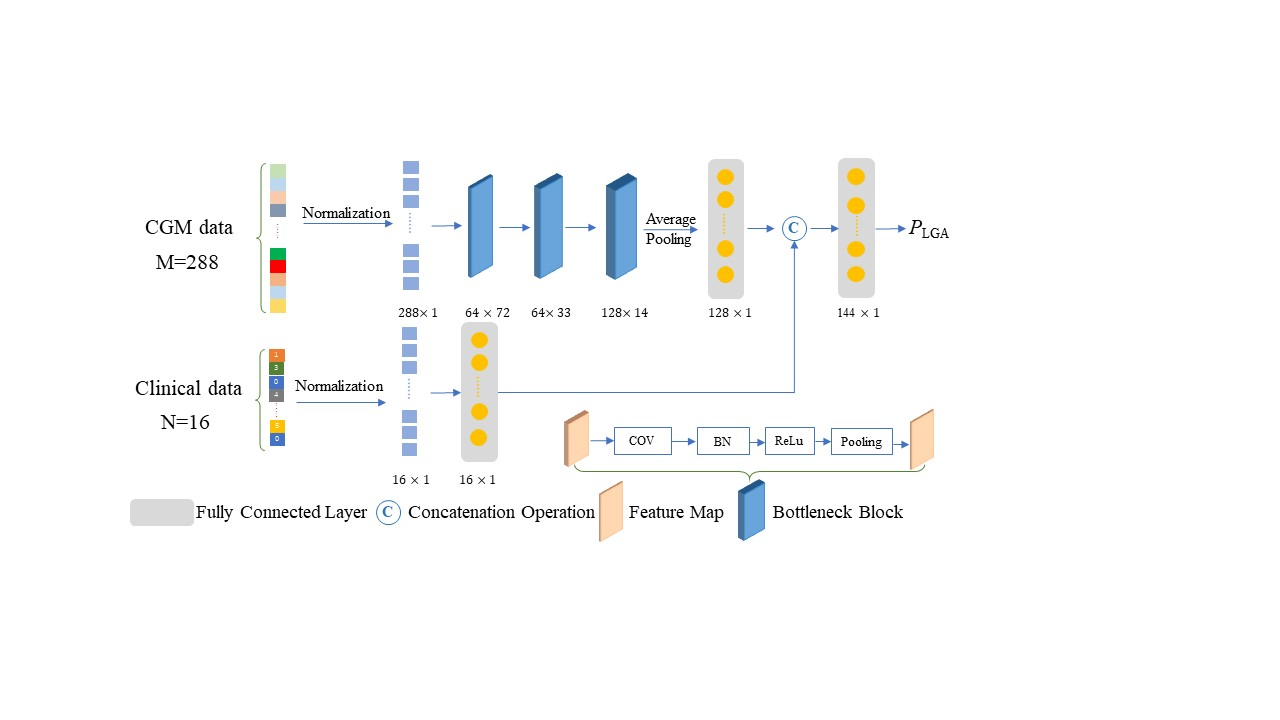 CGM data
M=288
Normalization
Average
Pooling
C
PLGA
288× 1
64 × 72
64× 33
128× 14
128 × 1
144 × 1
1
3
0
4
5
0
Clinical data
N=16
Normalization
COV
BN
ReLu
Pooling
16 × 1
16 × 1
Fully Connected Layer
C
Concatenation Operation
Feature Map
Bottleneck Block